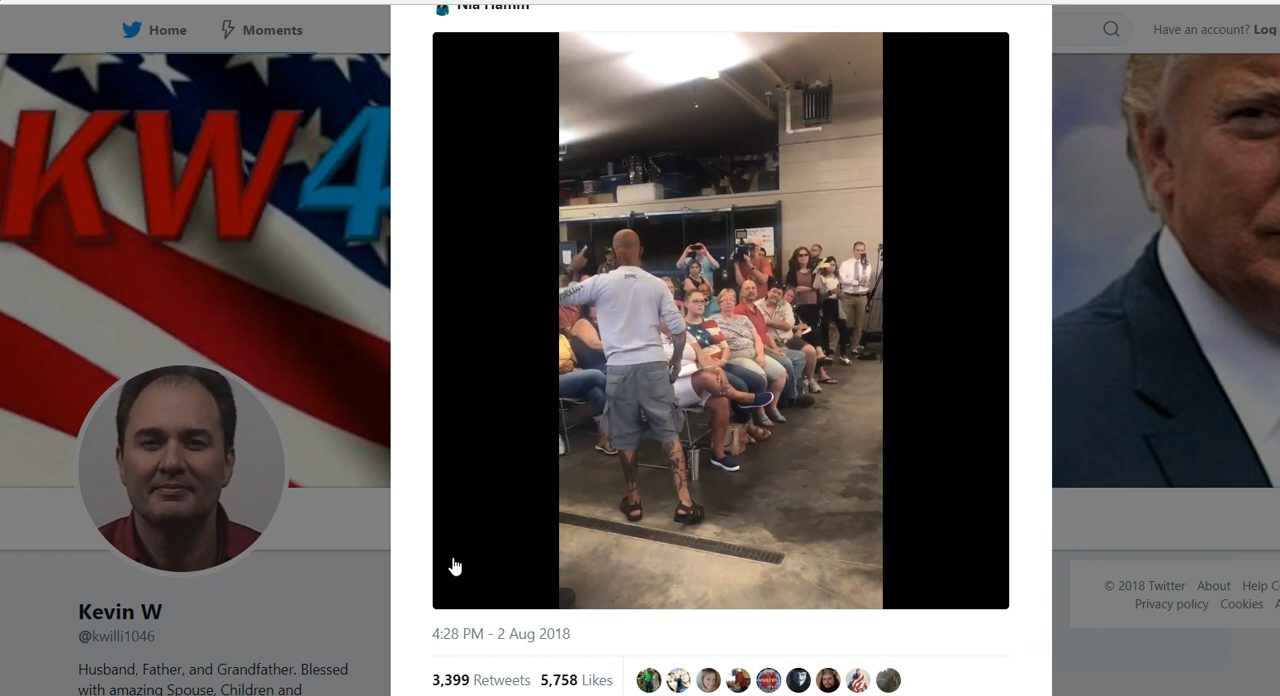 Nia Hamm
Home
Moments
Have an account? Log
KW4
4:28 PM - 2 Aug 2018
Kevin W
@kwilli1046
Husband, Father, and Grandfather. Blessed
with amazing Spouse, Children and
3,399 Retweets 5,758 Likes
© 2018 Twitter About Help C
Privacy policy Cookies